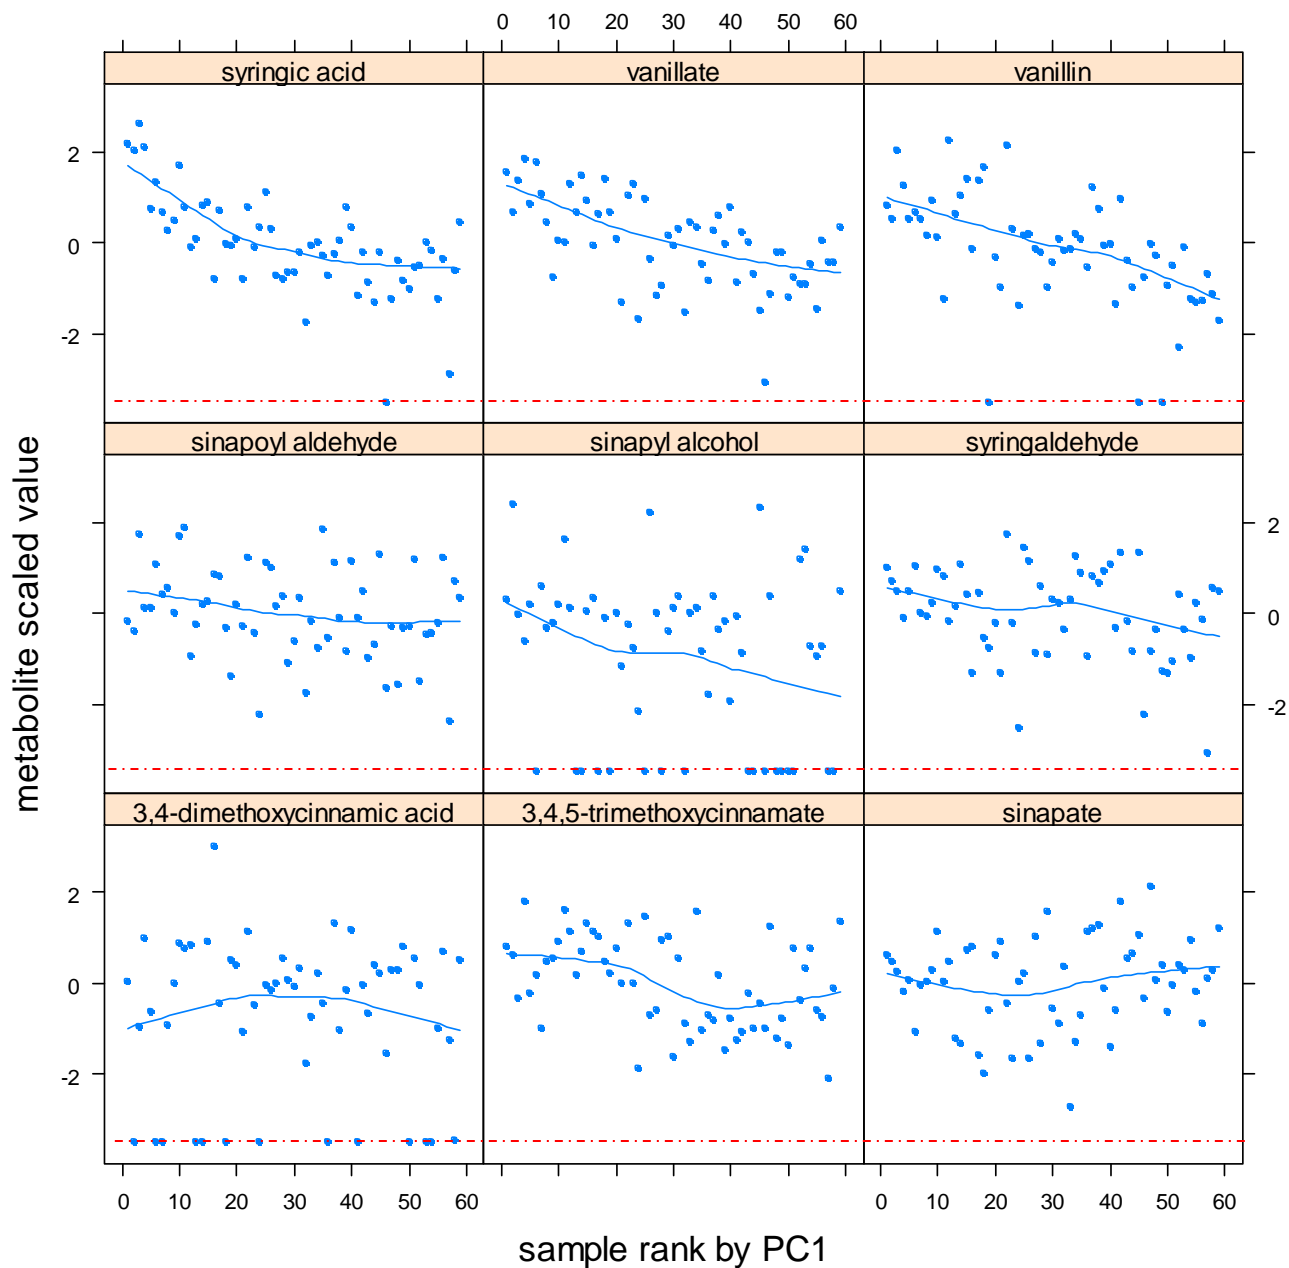 0 10 20 30 40 50 60
syringic acid vanillate vanillin
2
0
-2
sinapoyl aldehyde sinapyl alcohol syringaldehyde
2
0
-2
3,4-dimethoxycinnamic acid 3,4,5-trimethoxycinnamate sinapate
2
0
-2
0 10 20 30 40 50 60 0 10 20 30 40 50 60
sample rank by PC1
metabolite scaled value